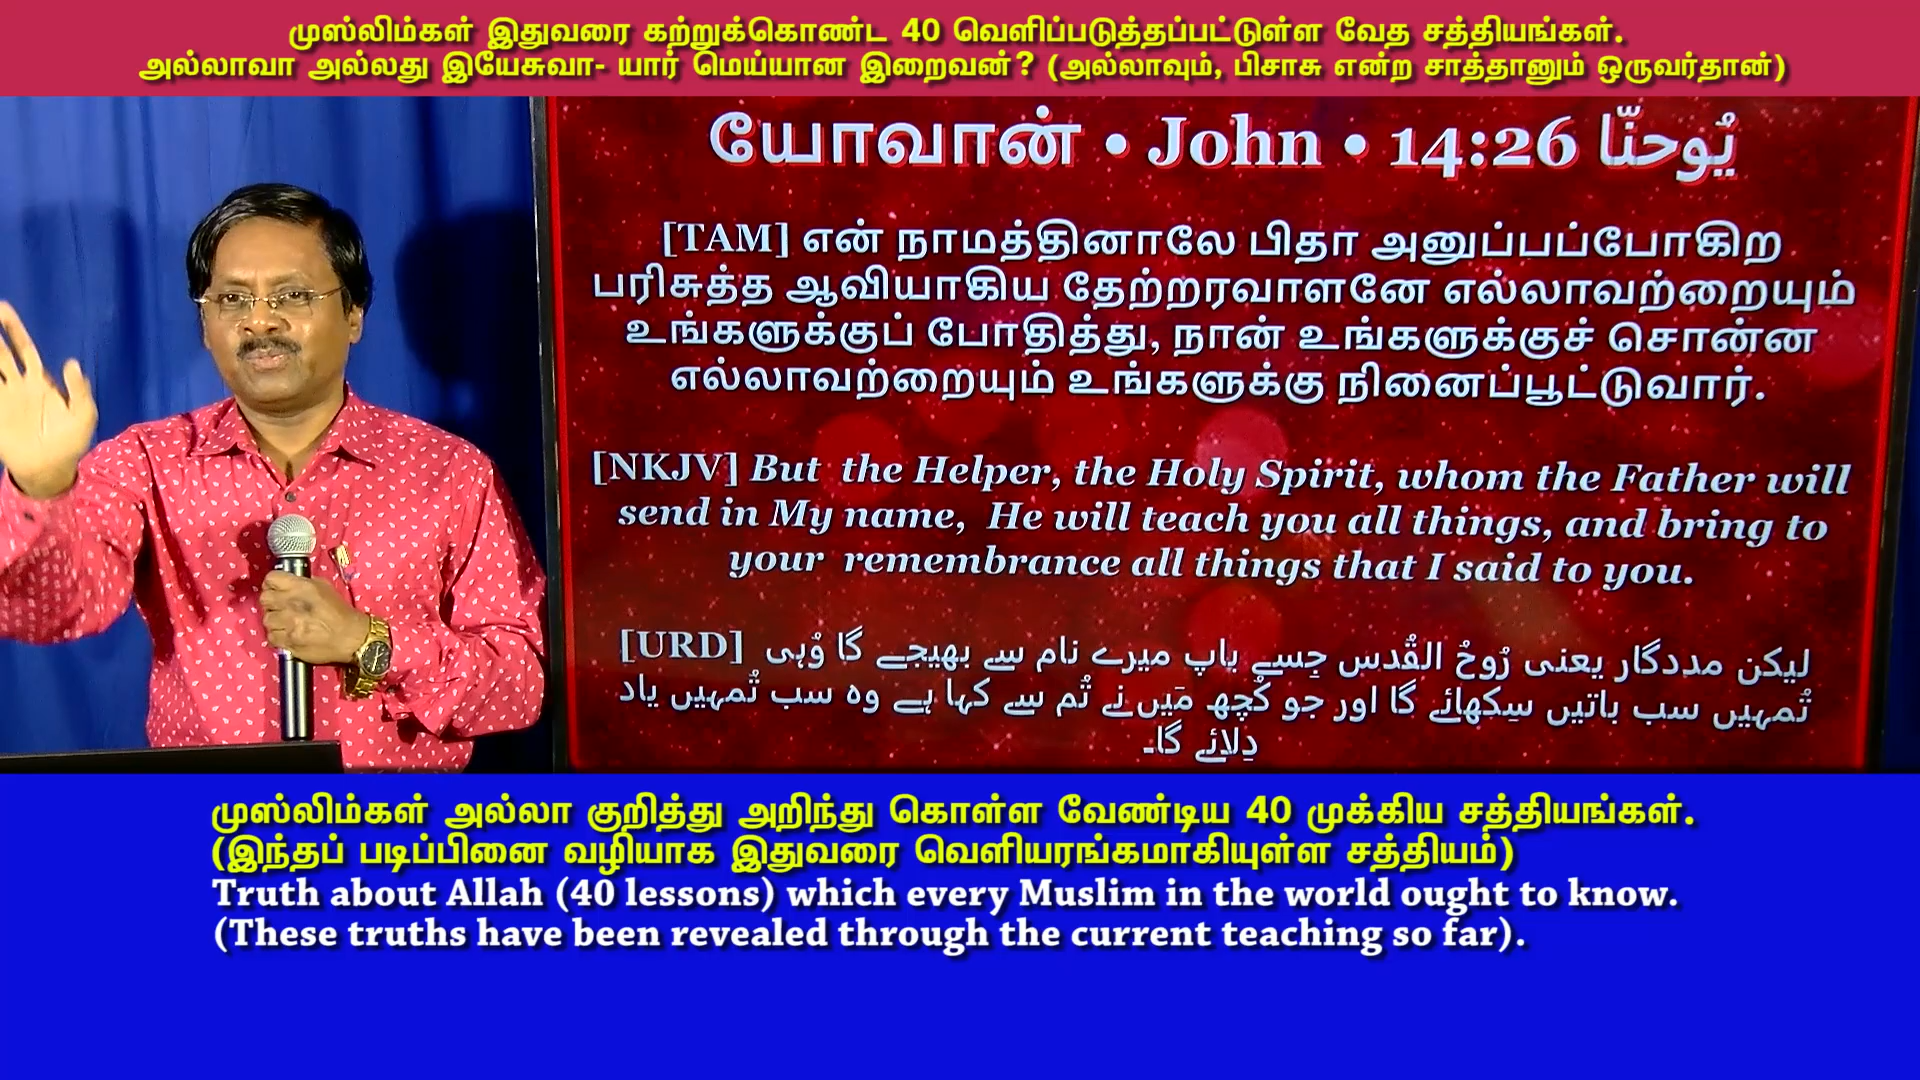 முஸ்லிம்கள் இதுவரை கற்றுக்கொண்ட 40 வெளிப்படுத்தப்பட்டுள்ள வேத சத்தியங்கள்.
அல்லாவா அல்லது இயேசுவா- யார் மெய்யான இறைவன்? (அல்லாவும், பிசாசு என்ற சாத்தானும் ஒருவர்தான்)
யோவான் • John • 14:26 یُوحنّا
[TAM] என் நாமத்தினாலே பிதா அனுப்பப்போகிற
பரிசுத்த ஆவியாகிய தேற்றரவாளனே எல்லாவற்றையும்
உங்களுக்குப் போதித்து, நான் உங்களுக்குச் சொன்ன
எல்லாவற்றையும் உங்களுக்கு நினைப்பூட்டுவார்.
[NKJV] But the Helper, the Holy Spirit, whom the Father will
send in My name, He will teach you all things, and bring to
your remembrance all things that I said to you.
[URD] لیکن مددگار یعنی رُوحُ القُدس جِسے باپ میرے نام سے بھیجے گا وُہی
تُمہیں سب باتیں سِکھائے گا اور جو کُچھ مَیں نے تُم سے کہا ہے وہ سب تُمہیں یاد
دِلائے گا۔
முஸ்லிம்கள் அல்லா குறித்து அறிந்து கொள்ள வேண்டிய 40 முக்கிய சத்தியங்கள்.
(இந்தப் படிப்பினை வழியாக இதுவரை வெளியரங்கமாகியுள்ள சத்தியம்)
Truth about Allah (40 lessons) which every Muslim in the world ought to know.
(These truths have been revealed through the current teaching so far).